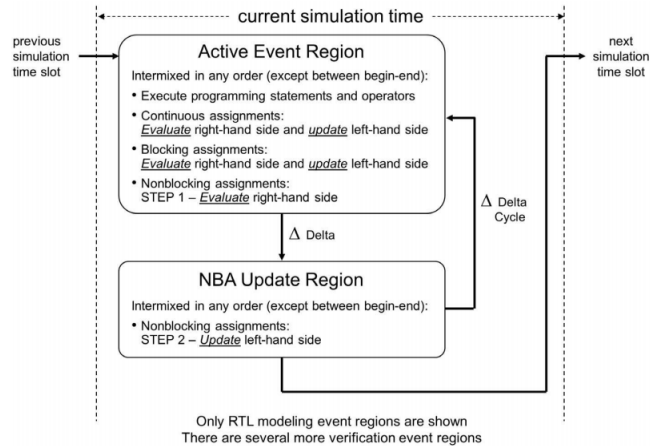 current simulation time
previous
simulation
time slot
next
simulation
time slot
Active Event Region
Intermixed in any order (except between begin-end):
• Execute programming statements and operators
• Continuous assignments:
Evaluate right-hand side and update left-hand side
• Blocking assignments:
Evaluate right-hand side and update left-hand side
• Nonblocking assignments:
STEP 1 – Evaluate right-hand side
Δ Delta
Δ Delta
Cycle
NBA Update Region
Intermixed in any order (except between begin-end):
• Nonblocking assignments:
STEP 2 – Update left-hand side
Only RTL modeling event regions are shown
There are several more verification event regions